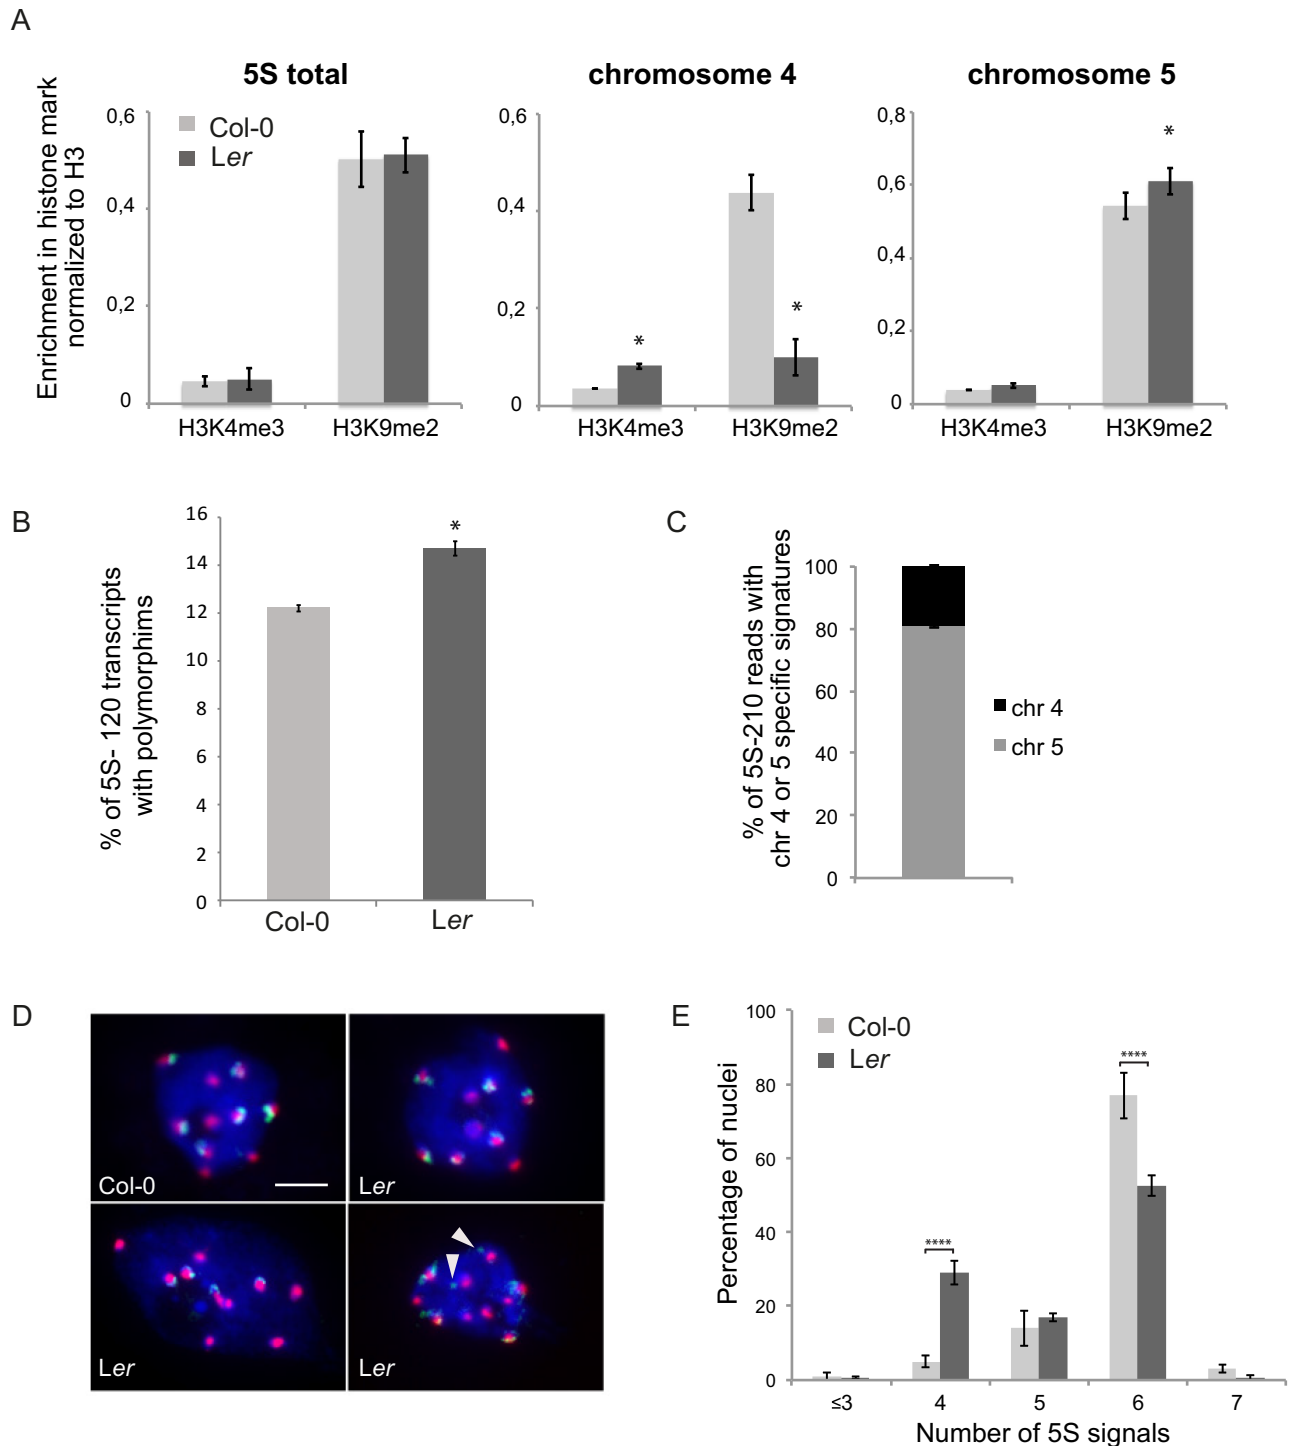 A
5S total
chromosome 4
chromosome 5
Enrichment in histone mark
normalized to H3
0,6
0,4
0,2
0
Col-0
Ler
H3K4me3
H3K9me2
0,6
0,4
0,2
0
*
*
H3K4me3
H3K9me2
0,8
0,6
0,4
0,2
0
*
H3K4me3
H3K9me2
B
% of 5S- 120 transcripts
with polymorphims
16
14
12
10
8
6
4
2
0
*
Col-0
Ler
C
% of 5S-210 reads with
chr 4 or 5 specific signatures
100
80
60
40
20
0
chr 4
chr 5
D
Col-0
Ler
Ler
Ler
E
Percentage of nuclei
100
80
60
40
20
0
Col-0
Ler
****
****
≤3
4
5
6
7
Number of 5S signals